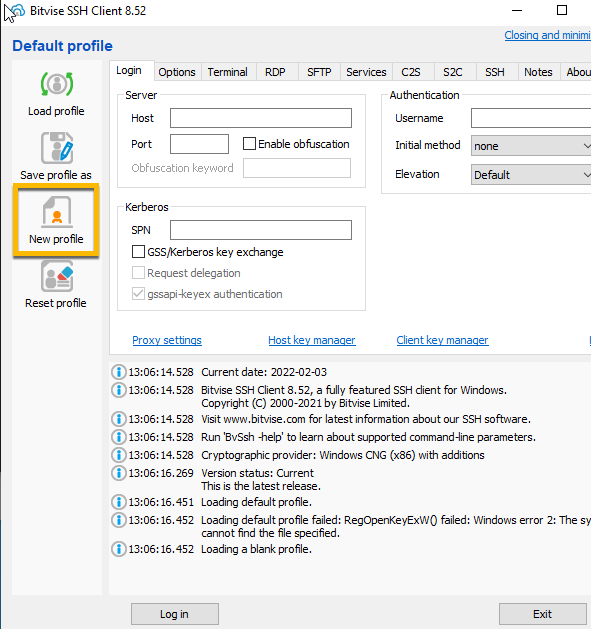 Bitvise SSH Client 8.52
Default profile
Closing and minimi
Load profile
Save profile as
New profile
Reset profile
Login Options Terminal RDP SFTP Services C2S S2C SSH Notes Abou
Server
Host
Port Enable obfuscation
Obfuscation keyword
Authentication
Username
Initial method none
Elevation Default
Kerberos
SPN
GSS/Kerberos key exchange
Request delegation
gssapi-keyex authentication
Proxy settings Host key manager Client key manager
13:06:14.528 Current date: 2022-02-03
13:06:14.528 Bitvise SSH Client 8.52, a fully featured SSH client for Windows.
Copyright (C) 2000-2021 by Bitvise Limited.
13:06:14.528 Visit www.bitvise.com for latest information about our SSH software.
13:06:14.528 Run 'BvSsh -help' to learn about supported command-line parameters.
13:06:14.528 Cryptographic provider: Windows CNG (x86) with additions
13:06:16.269 Version status: Current
This is the latest release.
13:06:16.451 Loading default profile.
13:06:16.452 Loading default profile failed: RegOpenKeyExW() failed: Windows error 2: The sy
cannot find the file specified.
13:06:16.452 Loading a blank profile.
Log in Exit